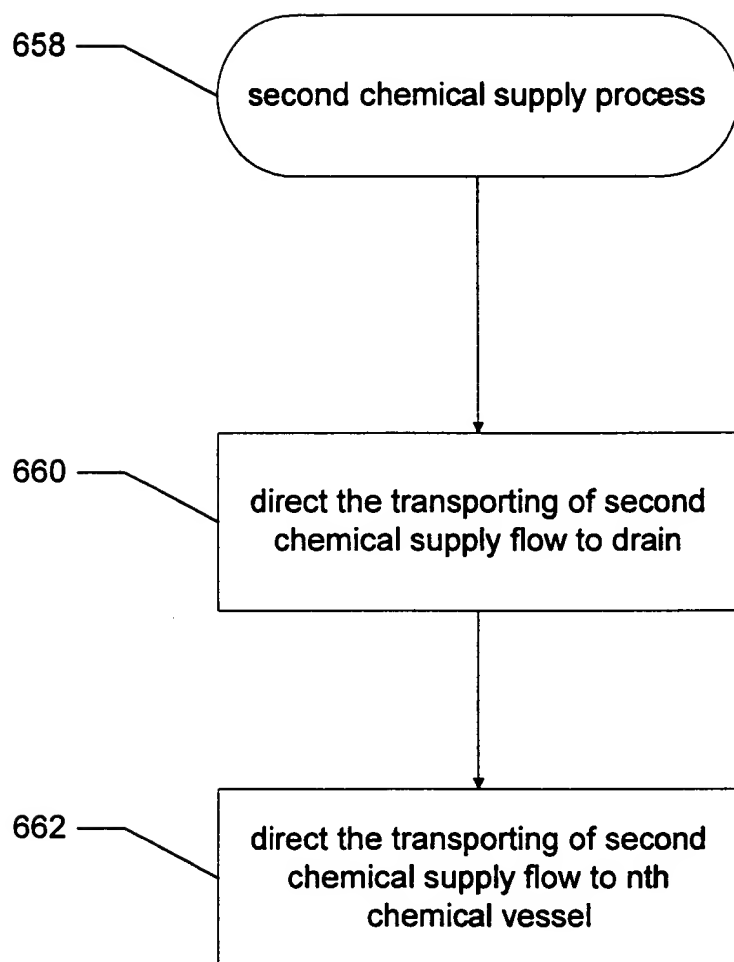 658
second chemical supply process
660
direct the transporting of second
chemical supply flow to drain
662
direct the transporting of second
chemical supply flow to nth
chemical vessel